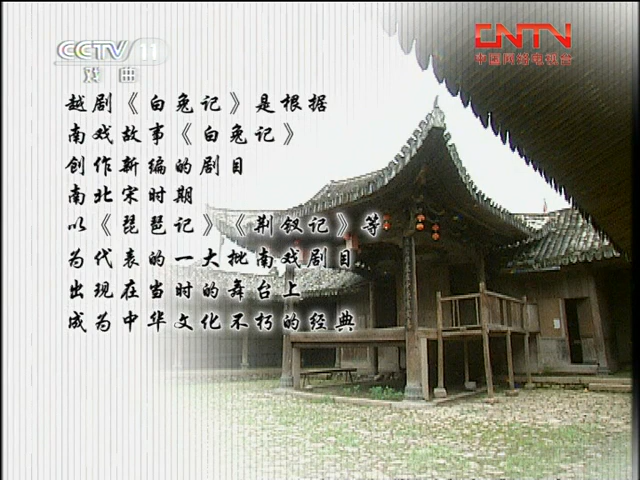 CCTV 11
戏曲
CNTN
中国网络电视台
越剧《白兔记》是根据
南戏故事《白兔记》
创作新编的剧目
南北宋时期
以《琵琶记》《荆钗记》等
为代表的一大批南戏剧目
出现在当时的舞台上
成为中华文化不朽的经典